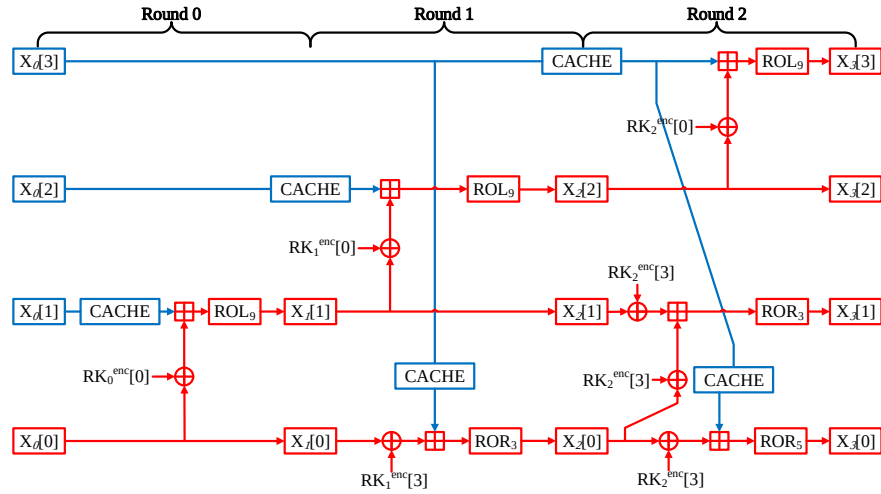 Round 0 Round 1 Round 2
X0[3] CACHE ROL9 X3[3]
RK2enc[0]
X0[2] CACHE ROL9 X2[2] X3[2]
RK1enc[0]
RK2enc[3]
X0[1] CACHE ROL9 X1[1] X2[1] ROR3 X3[1]
RK0enc[0] CACHE RK2enc[3] CACHE
X0[0] X1[0] ROR3 X2[0] ROR5 X3[0]
RK1enc[3] RK2enc[3]